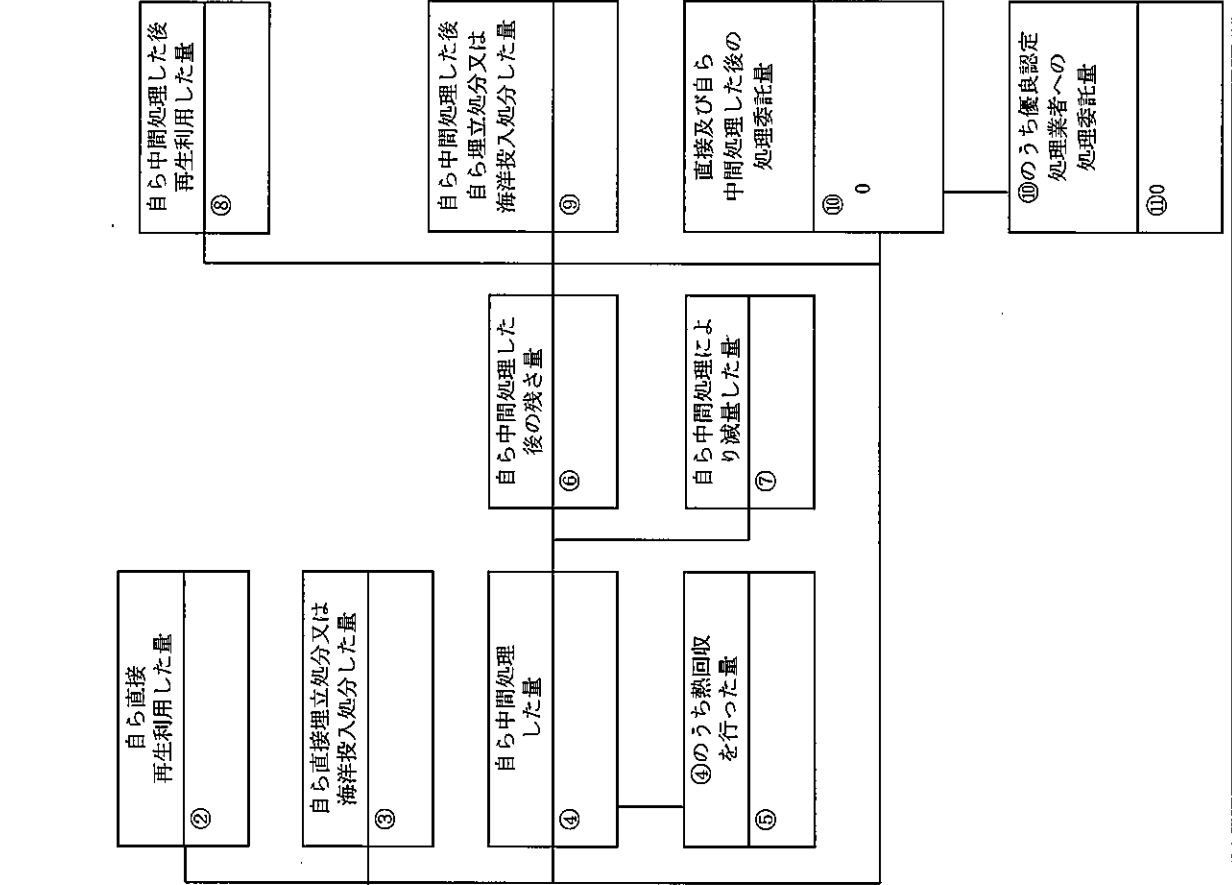 自ら直接
再生利用した量
②
自ら直接埋立処分又は
海洋投入処分した量
③
自ら中間処理
した量
④
④のうち熱回収
を行った量
⑤
自ら中間処理した
後の残さ量
⑥
自ら中間処理によ
り減量した量
⑦
自ら中間処理した後
再生利用した量
⑧
自ら中間処理した後
自ら埋立処分又は
海洋投入処分した量
⑨
直接及び自ら
中間処理した後の
処理委託量
⑩
0
⑩のうち優良認定
処理業者への
処理委託量
⑪0